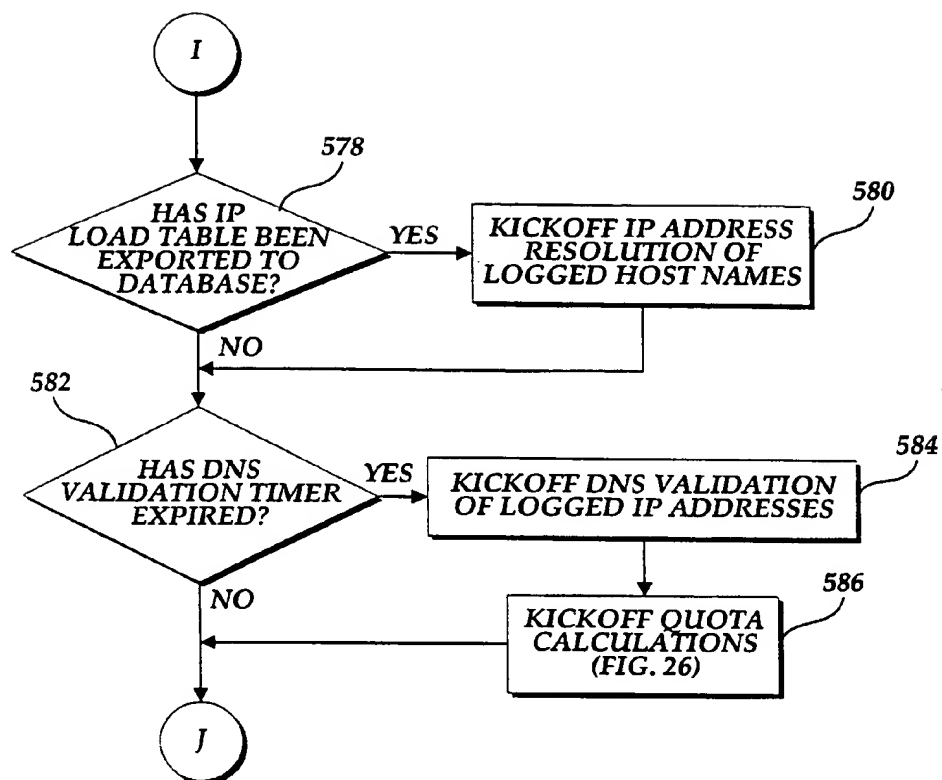 I
578
HAS IP
LOAD TABLE BEEN
EXPORTED TO
DATABASE?
YES
580
KICKOFF IP ADDRESS
RESOLUTION OF
LOGGED HOST NAMES
NO
582
HAS DNS
VALIDATION TIMER
EXPIRED?
YES
584
KICKOFF DNS VALIDATION
OF LOGGED IP ADDRESSES
NO
586
KICKOFF QUOTA
CALCULATIONS
(FIG. 26)
J